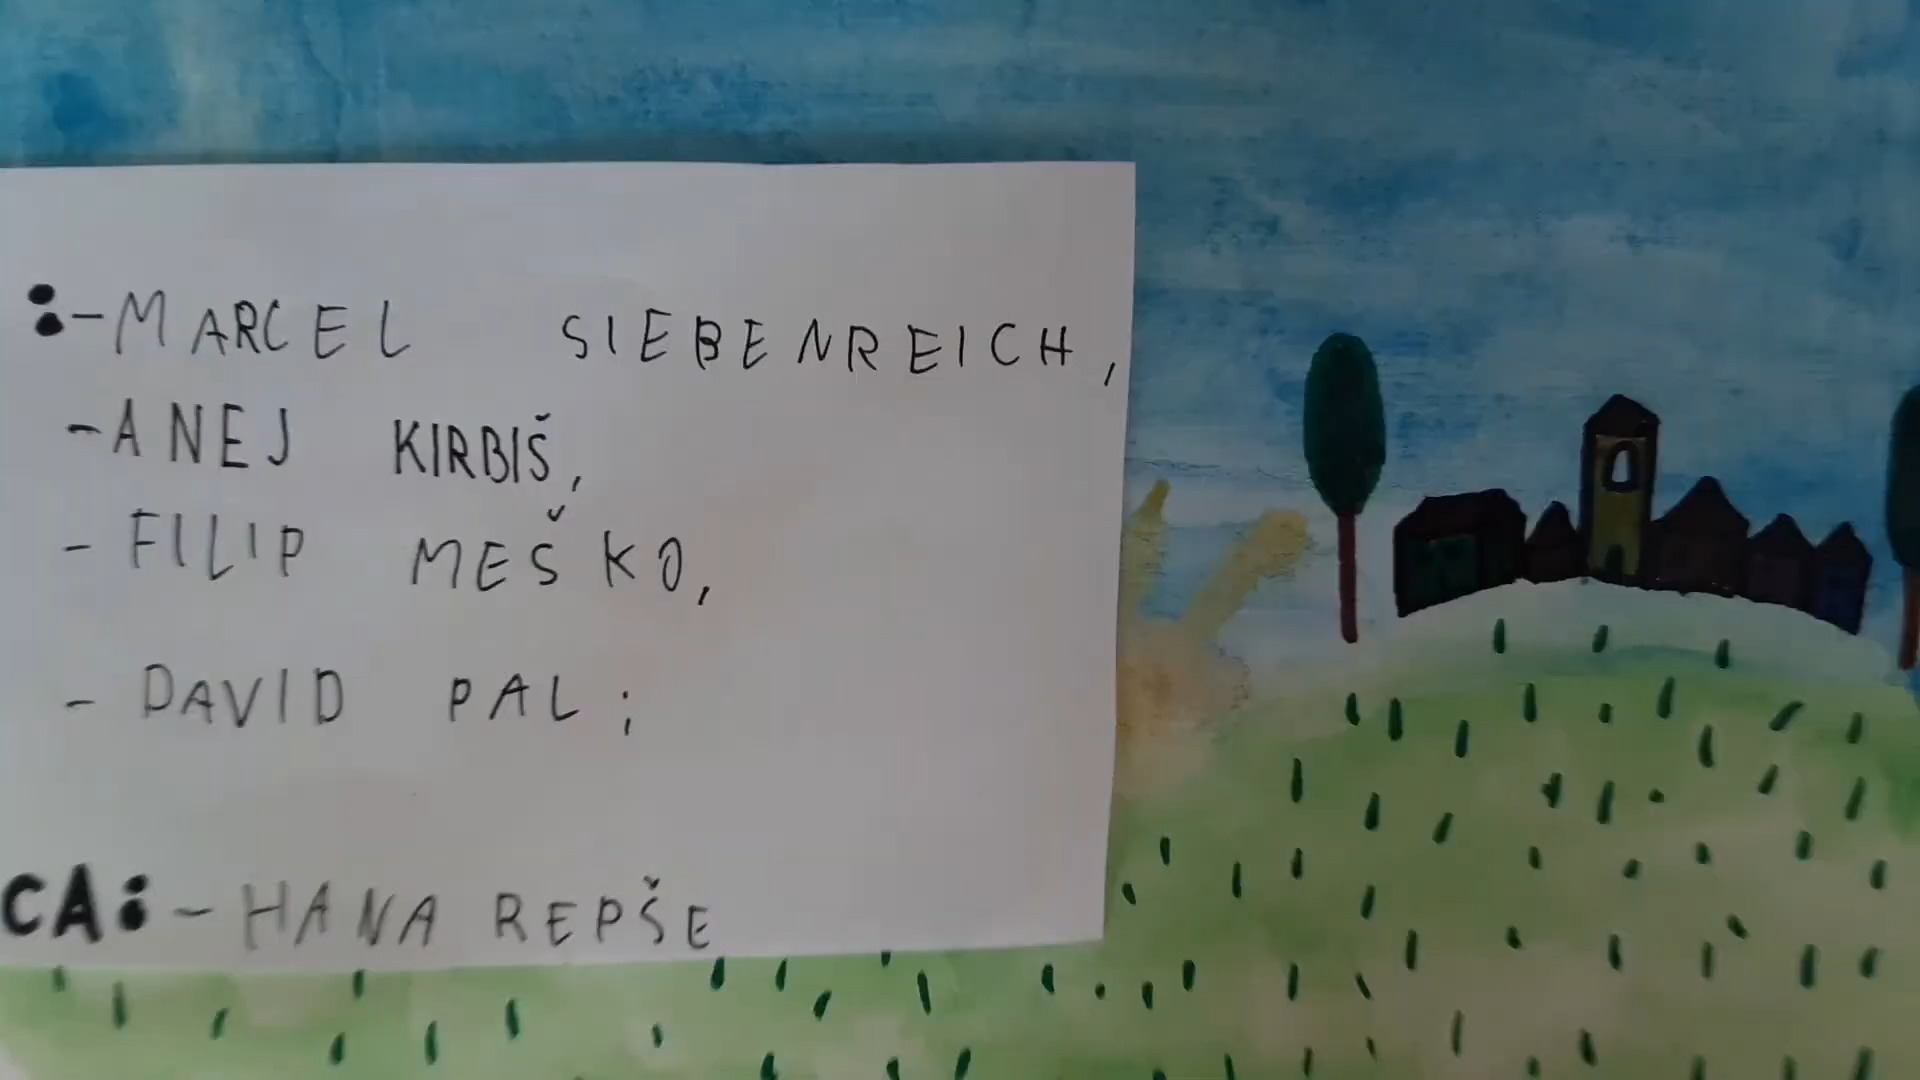 :-MARCEL SIEBENREICH,
-ANEJ KIRBIŠ,
- FILIP MEŠKO,
- DAVID PAL;
CA:-HANA REPŠE